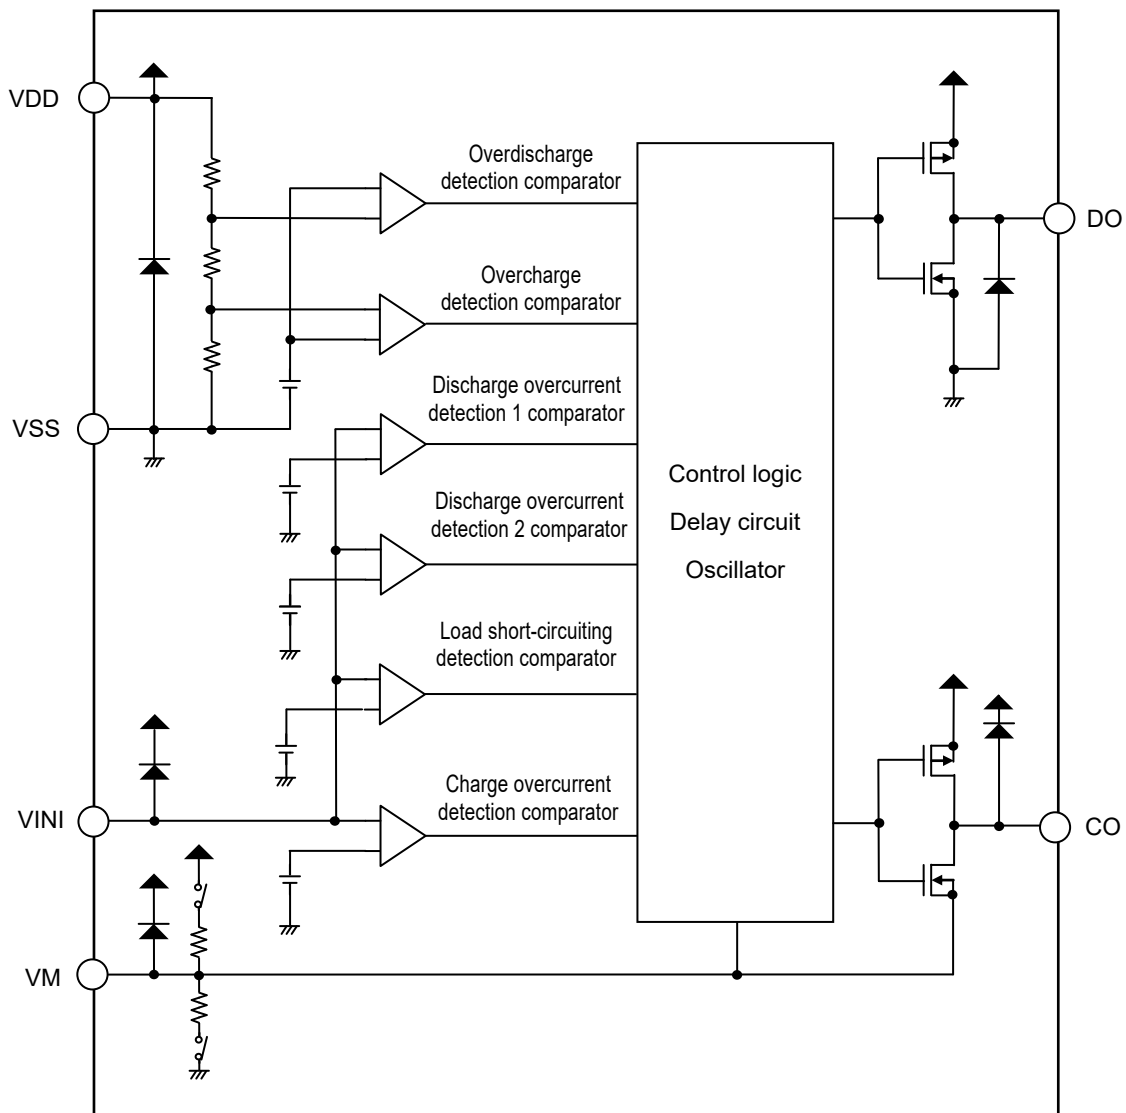 VDD
Overdischarge
detection comparator
DO
Overcharge
detection comparator
Discharge overcurrent
detection 1 comparator
VSS
Control logic
Delay circuit
Oscillator
Discharge overcurrent
detection 2 comparator
Load short-circuiting
detection comparator
Charge overcurrent
detection comparator
VINI
CO
VM